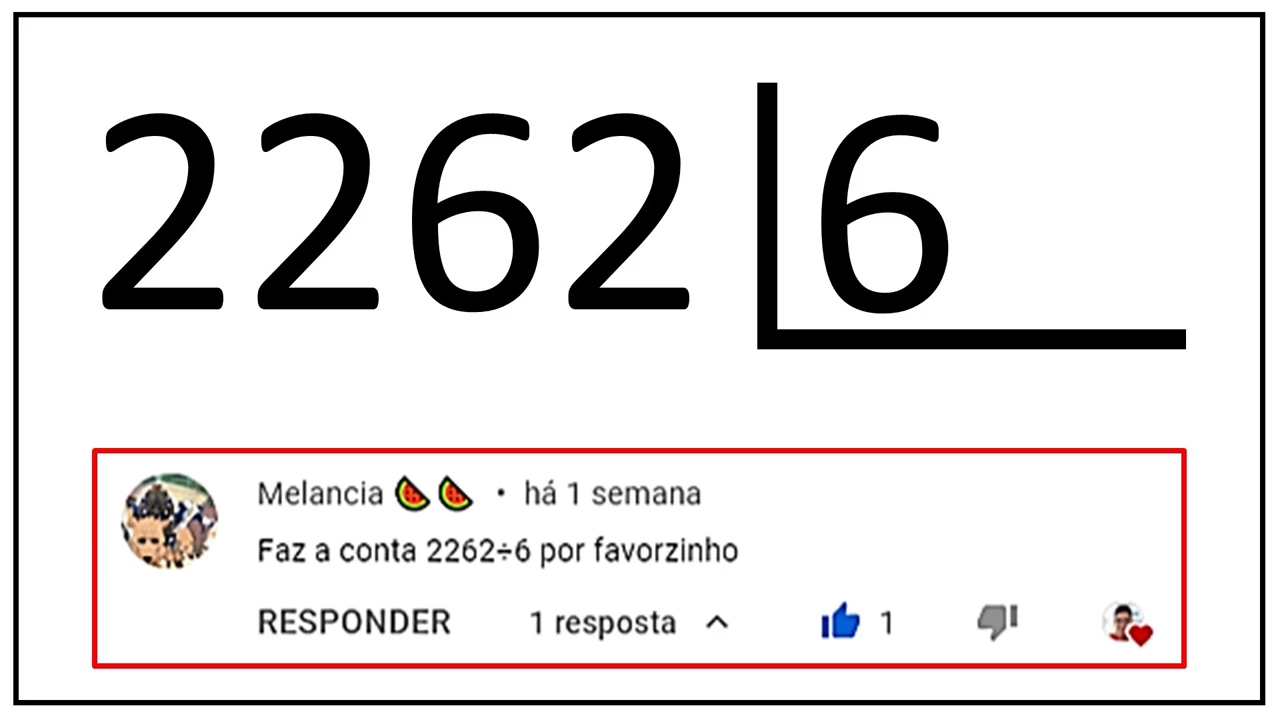 2262 6
Melancia 🍉🍉 • há 1 semana
Faz a conta 2262÷6 por favorzinho
RESPONDER 1 resposta 1